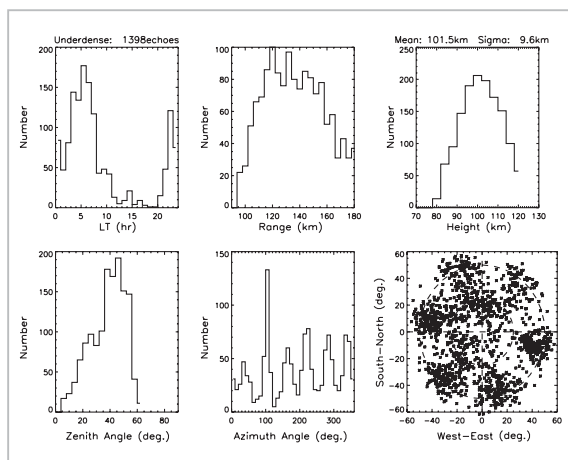 Underdense: 1398echoes
Mean: 101.5km Sigma: 9.6km
200
150
100
50
0
Number
0 5 10 15 20
LT (hr)
100
80
60
40
20
0
Number
100 120 140 160 180
Range (km)
250
200
150
100
50
0
Number
70 80 90 100 110 120 130
Height (km)
200
150
100
50
0
Number
0 20 40 60 80
Zenith Angle (deg.)
150
100
50
0
Number
0 100 200 300
Azimuth Angle (deg.)
60
40
20
0
-20
-40
-60
South-North (deg.)
-60 -40 -20 0 20 40 60
West-East (deg.)